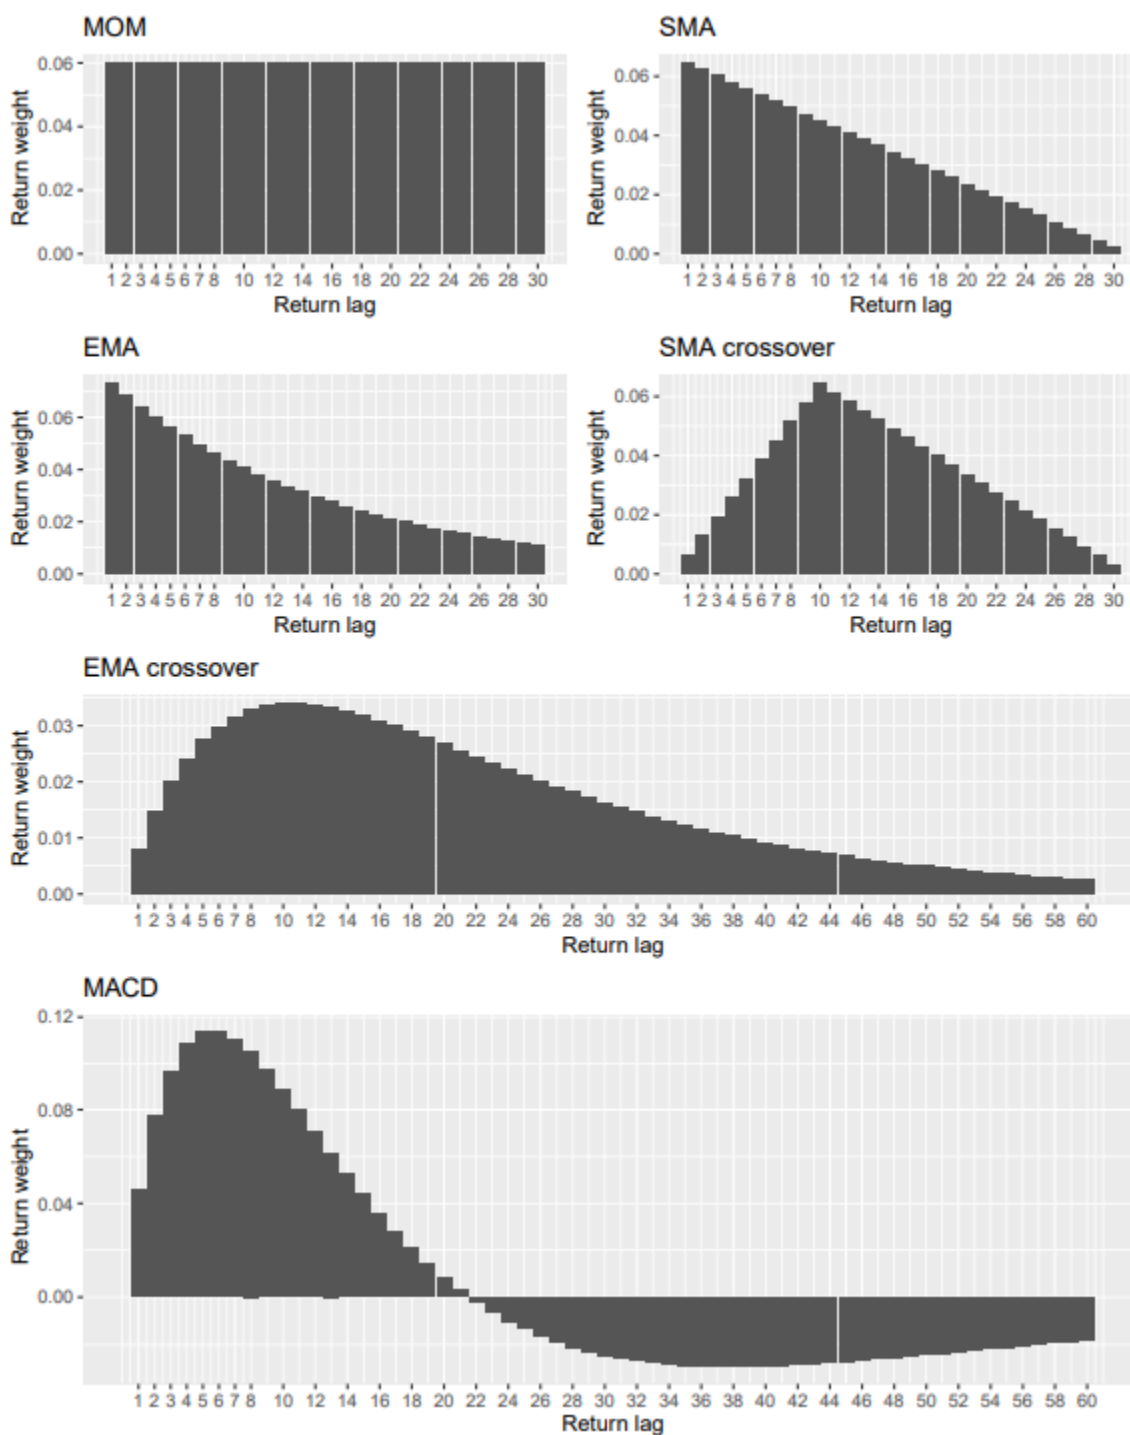 MOM
Return weight
0.06
0.04
0.02
0.00
1 2 3 4 5 6 7 8 10 12 14 16 18 20 22 24 26 28 30
Return lag
SMA
Return weight
0.06
0.04
0.02
0.00
1 2 3 4 5 6 7 8 10 12 14 16 18 20 22 24 26 28 30
Return lag
EMA
Return weight
0.06
0.04
0.02
0.00
1 2 3 4 5 6 7 8 10 12 14 16 18 20 22 24 26 28 30
Return lag
SMA crossover
Return weight
0.06
0.04
0.02
0.00
1 2 3 4 5 6 7 8 10 12 14 16 18 20 22 24 26 28 30
Return lag
EMA crossover
Return weight
0.03
0.02
0.01
0.00
1 2 3 4 5 6 7 8 10 12 14 16 18 20 22 24 26 28 30 32 34 36 38 40 42 44 46 48 50 52 54 56 58 60
Return lag
MACD
Return weight
0.12
0.08
0.04
0.00
1 2 3 4 5 6 7 8 10 12 14 16 18 20 22 24 26 28 30 32 34 36 38 40 42 44 46 48 50 52 54 56 58 60
Return lag